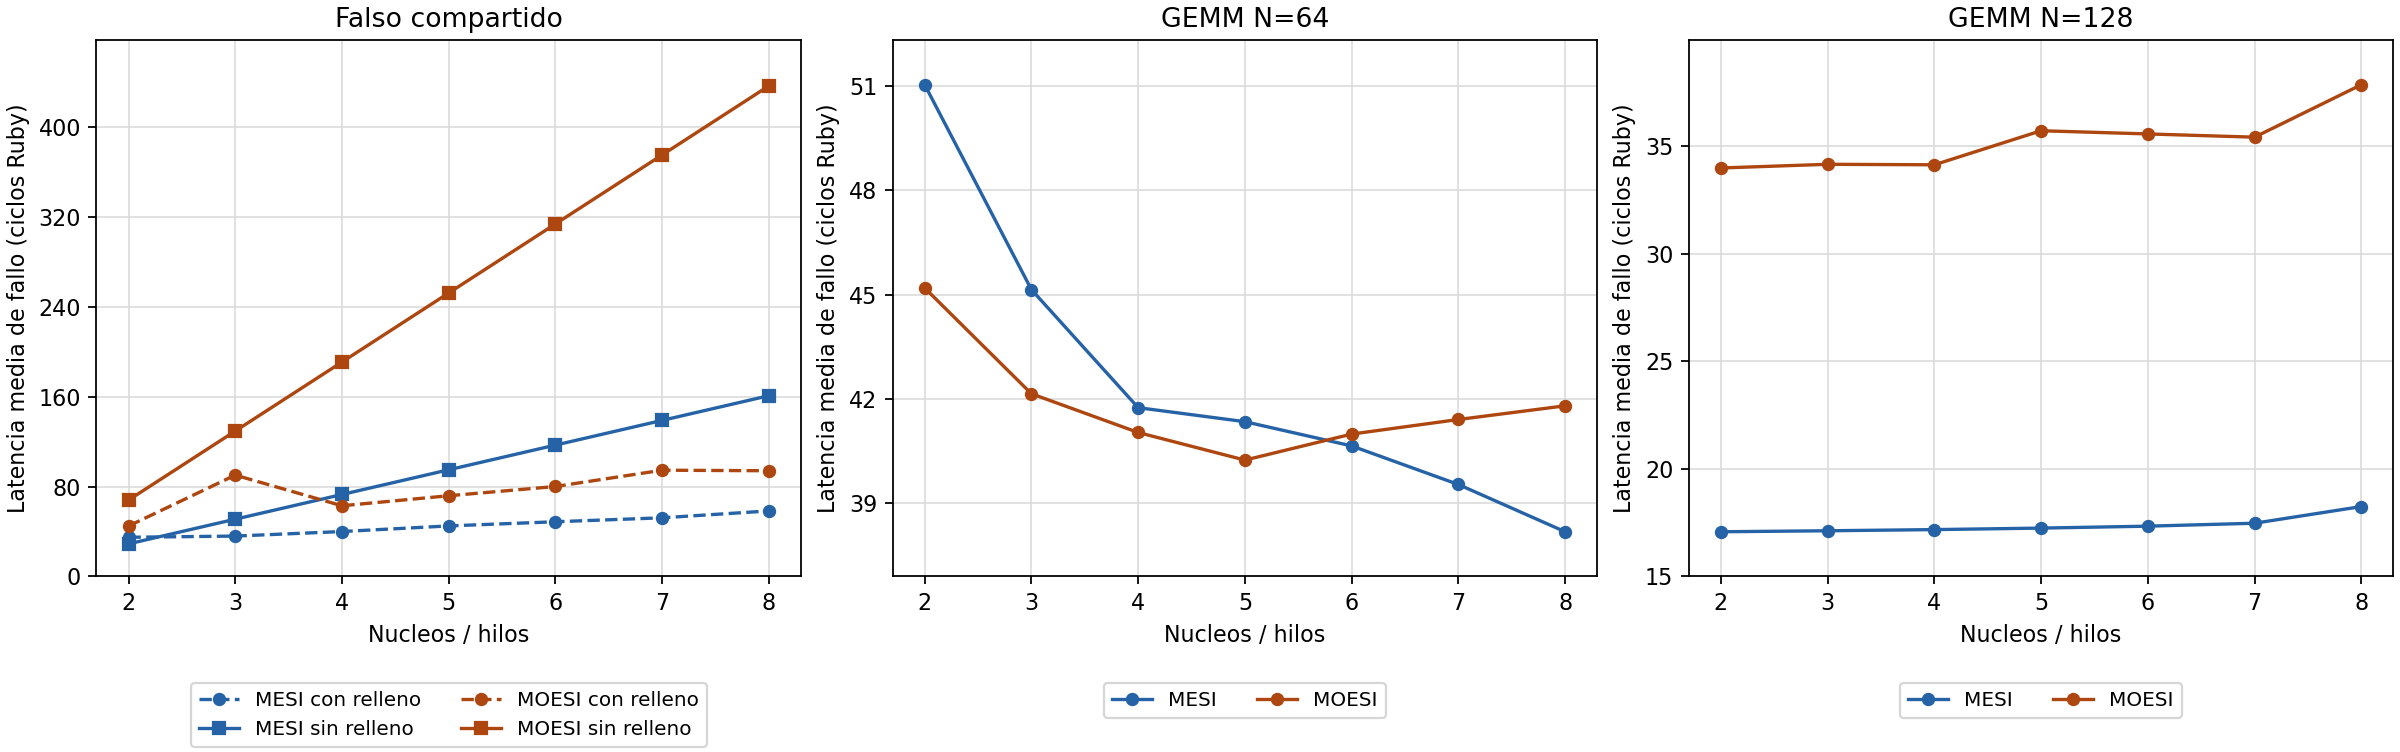 Falso compartido
Latencia media de fallo (ciclos Ruby)
400
320
240
160
80
0
2 3 4 5 6 7 8
Nucleos / hilos
MESI con relleno
MOESI con relleno
MESI sin relleno
MOESI sin relleno
GEMM N=64
Latencia media de fallo (ciclos Ruby)
51
48
45
42
39
2 3 4 5 6 7 8
Nucleos / hilos
MESI
MOESI
GEMM N=128
Latencia media de fallo (ciclos Ruby)
35
30
25
20
15
2 3 4 5 6 7 8
Nucleos / hilos
MESI
MOESI